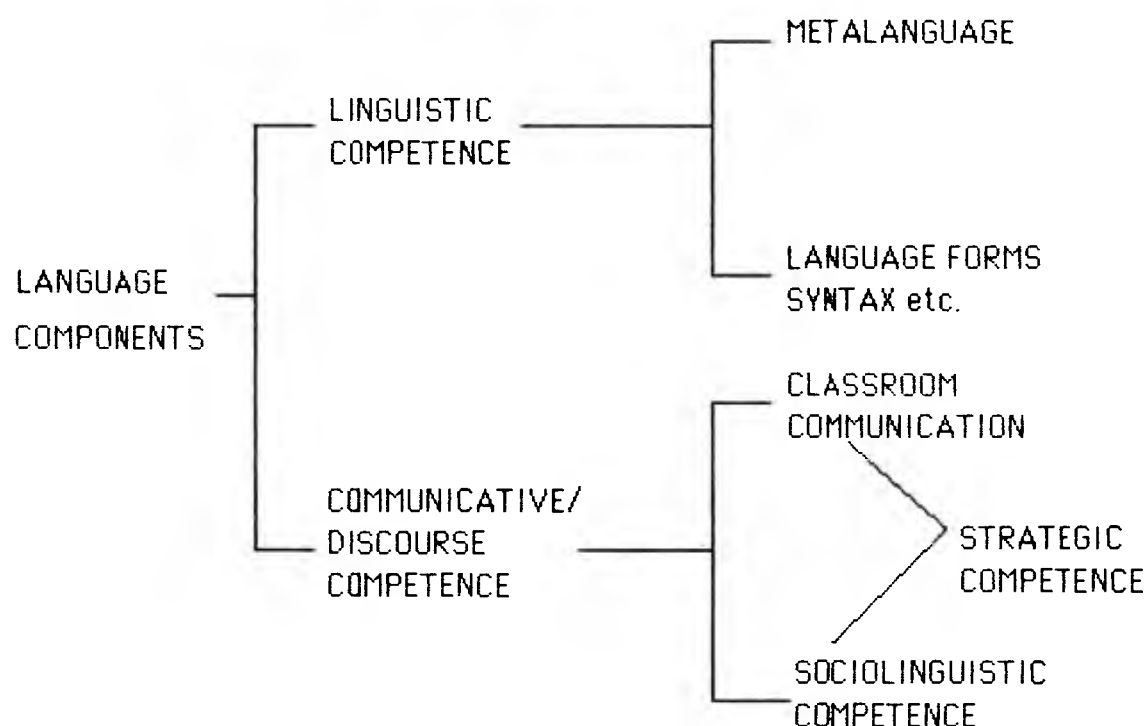 METALANGUAGE
LINGUISTIC
COMPETENCE
LANGUAGE FORMS
SYNTAX etc.
LANGUAGE
COMPONENTS
CLASSROOM
COMMUNICATION
COMMUNICATIVE/
DISCOURSE
COMPETENCE
STRATEGIC
COMPETENCE
SOCIOLINGUISTIC
COMPETENCE